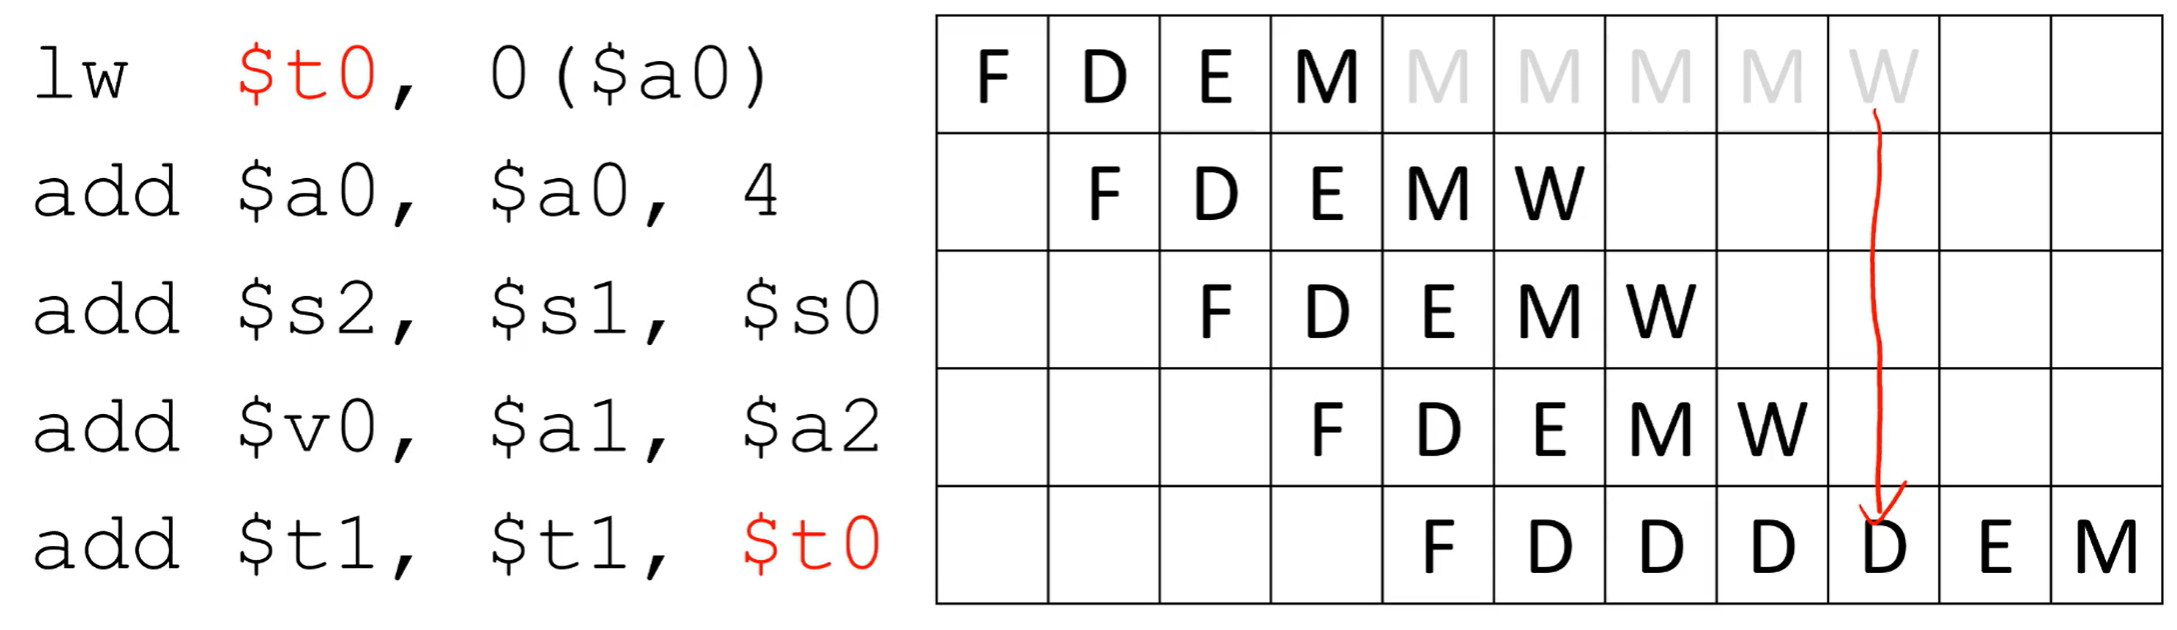 lw $t0, 0($a0) F D E M M M M M W
add $a0, $a0, 4 F D E M W
add $s2, $s1, $s0 F D E M W
add $v0, $a1, $a2 F D E M W
add $t1, $t1, $t0 F D D D D E M